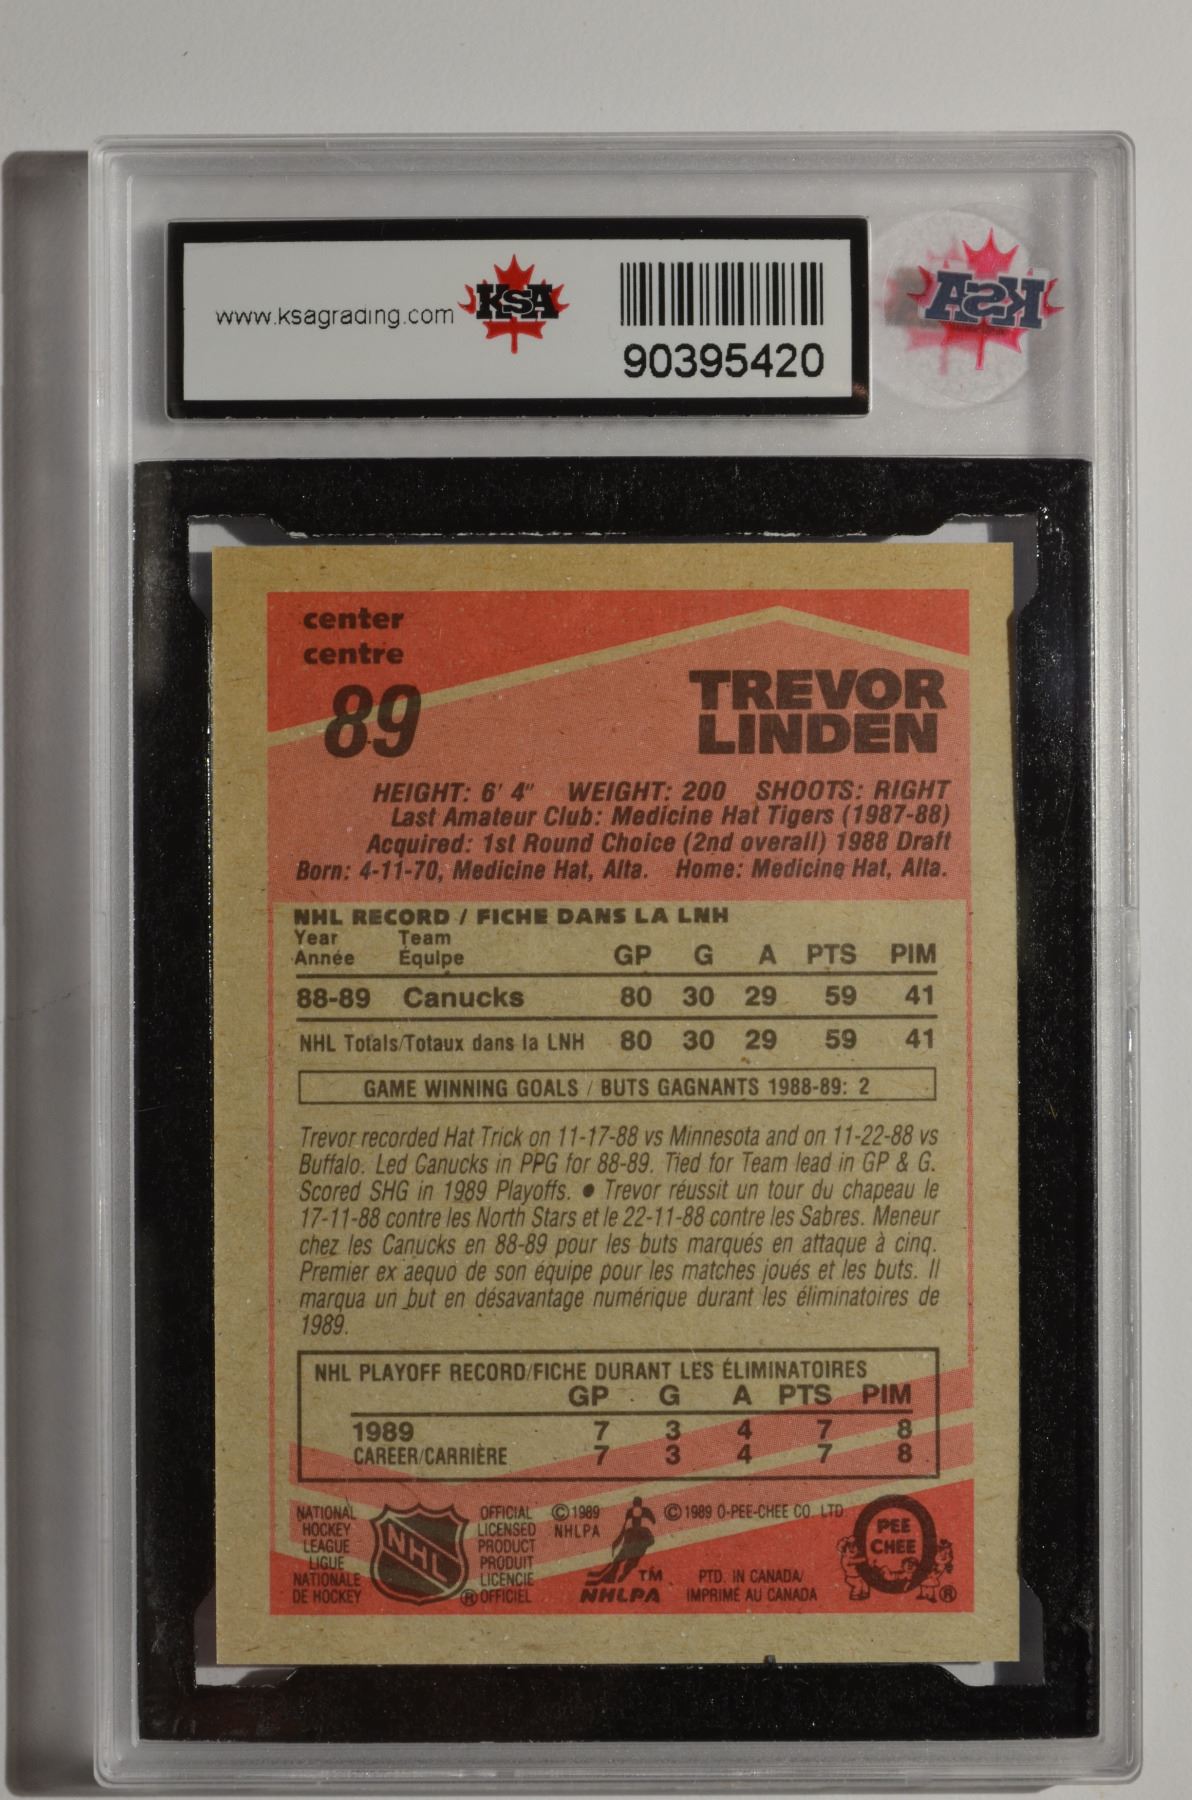 www.ksagrading.com
KSA
90395420
KSA
center
centre
89
TREVOR
LINDEN
HEIGHT: 6' 4" WEIGHT: 200 SHOOTS: RIGHT
Last Amateur Club: Medicine Hat Tigers (1987-88)
Acquired: 1st Round Choice (2nd overall) 1988 Draft
Born: 4-11-70, Medicine Hat, Alta. Home: Medicine Hat, Alta.
NHL RECORD / FICHE DANS LA LNH
Year Team
Année Équipe GP G A PTS PIM
88-89 Canucks 80 30 29 59 41
NHL Totals/Totaux dans la LNH 80 30 29 59 41
GAME WINNING GOALS / BUTS GAGNANTS 1988-89: 2
Trevor recorded Hat Trick on 11-17-88 vs Minnesota and on 11-22-88 vs
Buffalo. Led Canucks in PPG for 88-89. Tied for Team lead in GP & G.
Scored SHG in 1989 Playoffs. ● Trevor réussit un tour du chapeau le
17-11-88 contre les North Stars et le 22-11-88 contre les Sabres. Meneur
chez les Canucks en 88-89 pour les buts marqués en attaque à cinq.
Premier ex aequo de son équipe pour les matches joués et les buts. Il
marqua un but en désavantage numérique durant les éliminatoires de
1989.
NHL PLAYOFF RECORD/FICHE DURANT LES ÉLIMINATOIRES
GP G A PTS PIM
1989 7 3 4 7 8
CAREER/CARRIÈRE 7 3 4 7 8
NATIONAL
HOCKEY
LEAGUE
LIGUE
NATIONALE
DE HOCKEY
NHL
®
OFFICIAL
LICENSED
PRODUCT
PRODUIT
LICENCIE
OFFICIEL
©1989
NHLPA
TM
NHLPA
©1989 O-PEE-CHEE CO. LTD.
PTD. IN CANADA/
IMPRIME AU CANADA
PEE
CHEE
®